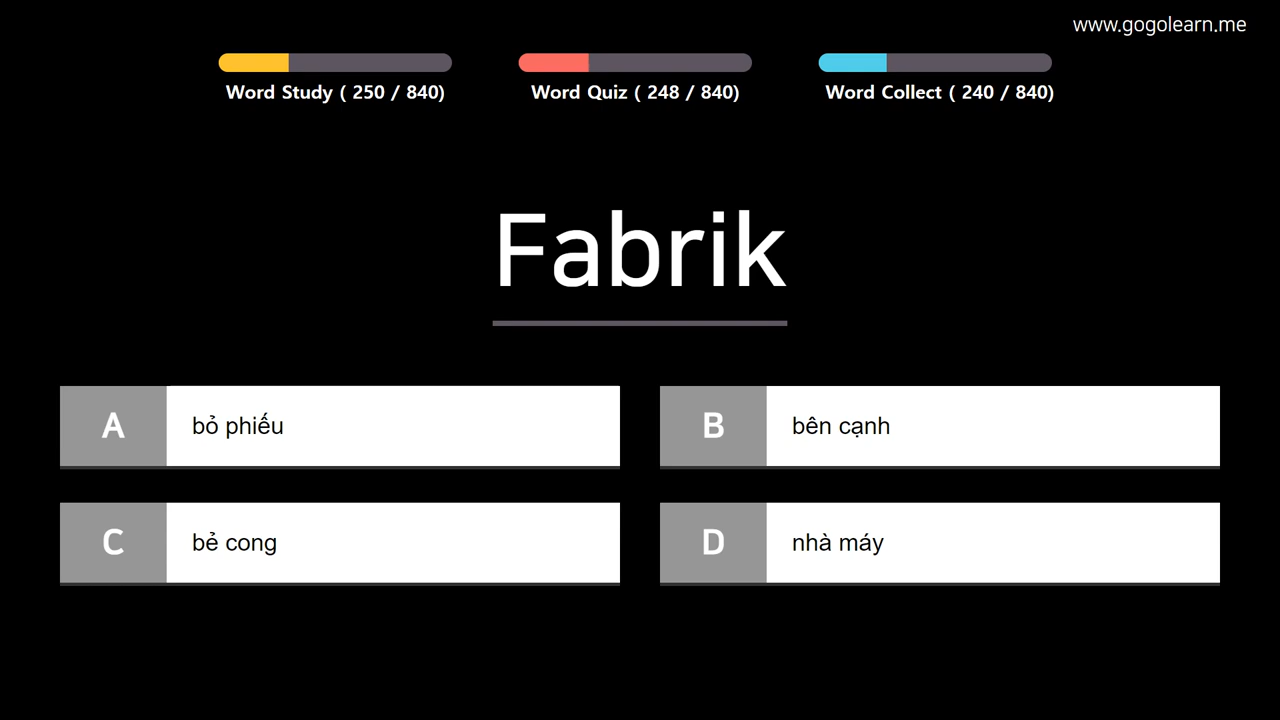 www.gogolearn.me
Word Study ( 250 / 840)
Word Quiz ( 248 / 840)
Word Collect ( 240 / 840)
Fabrik
A
bỏ phiếu
B
bên cạnh
C
bẻ cong
D
nhà máy